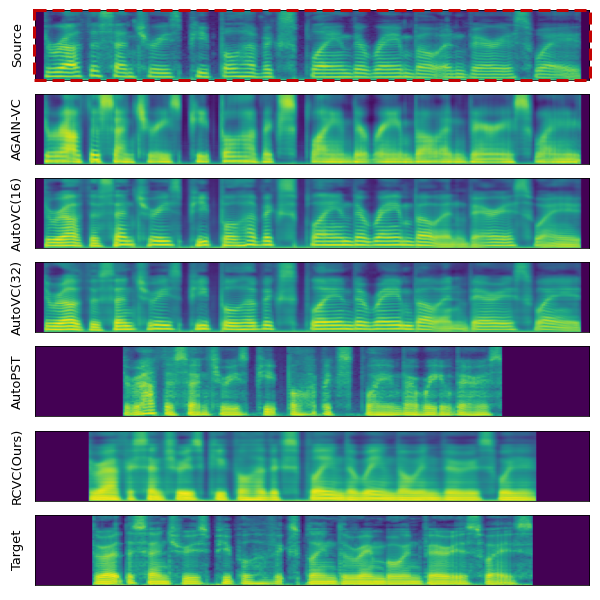 Source
AGAIN-VC
AutoVC(16)
AutoVC(32)
AutoPST
RCVC(Ours)
Target